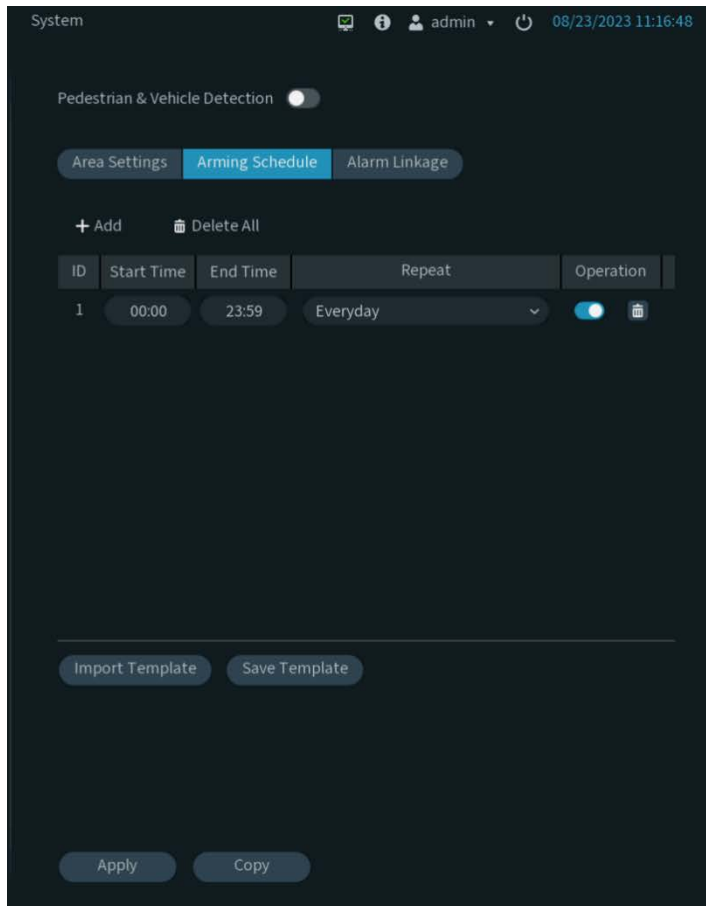 System admin 08/23/2023 11:16:48
Pedestrian & Vehicle Detection
Area Settings Arming Schedule Alarm Linkage
Add Delete All
ID Start Time End Time Repeat Operation
1 00:00 23:59 Everyday
Import Template Save Template
Apply Copy